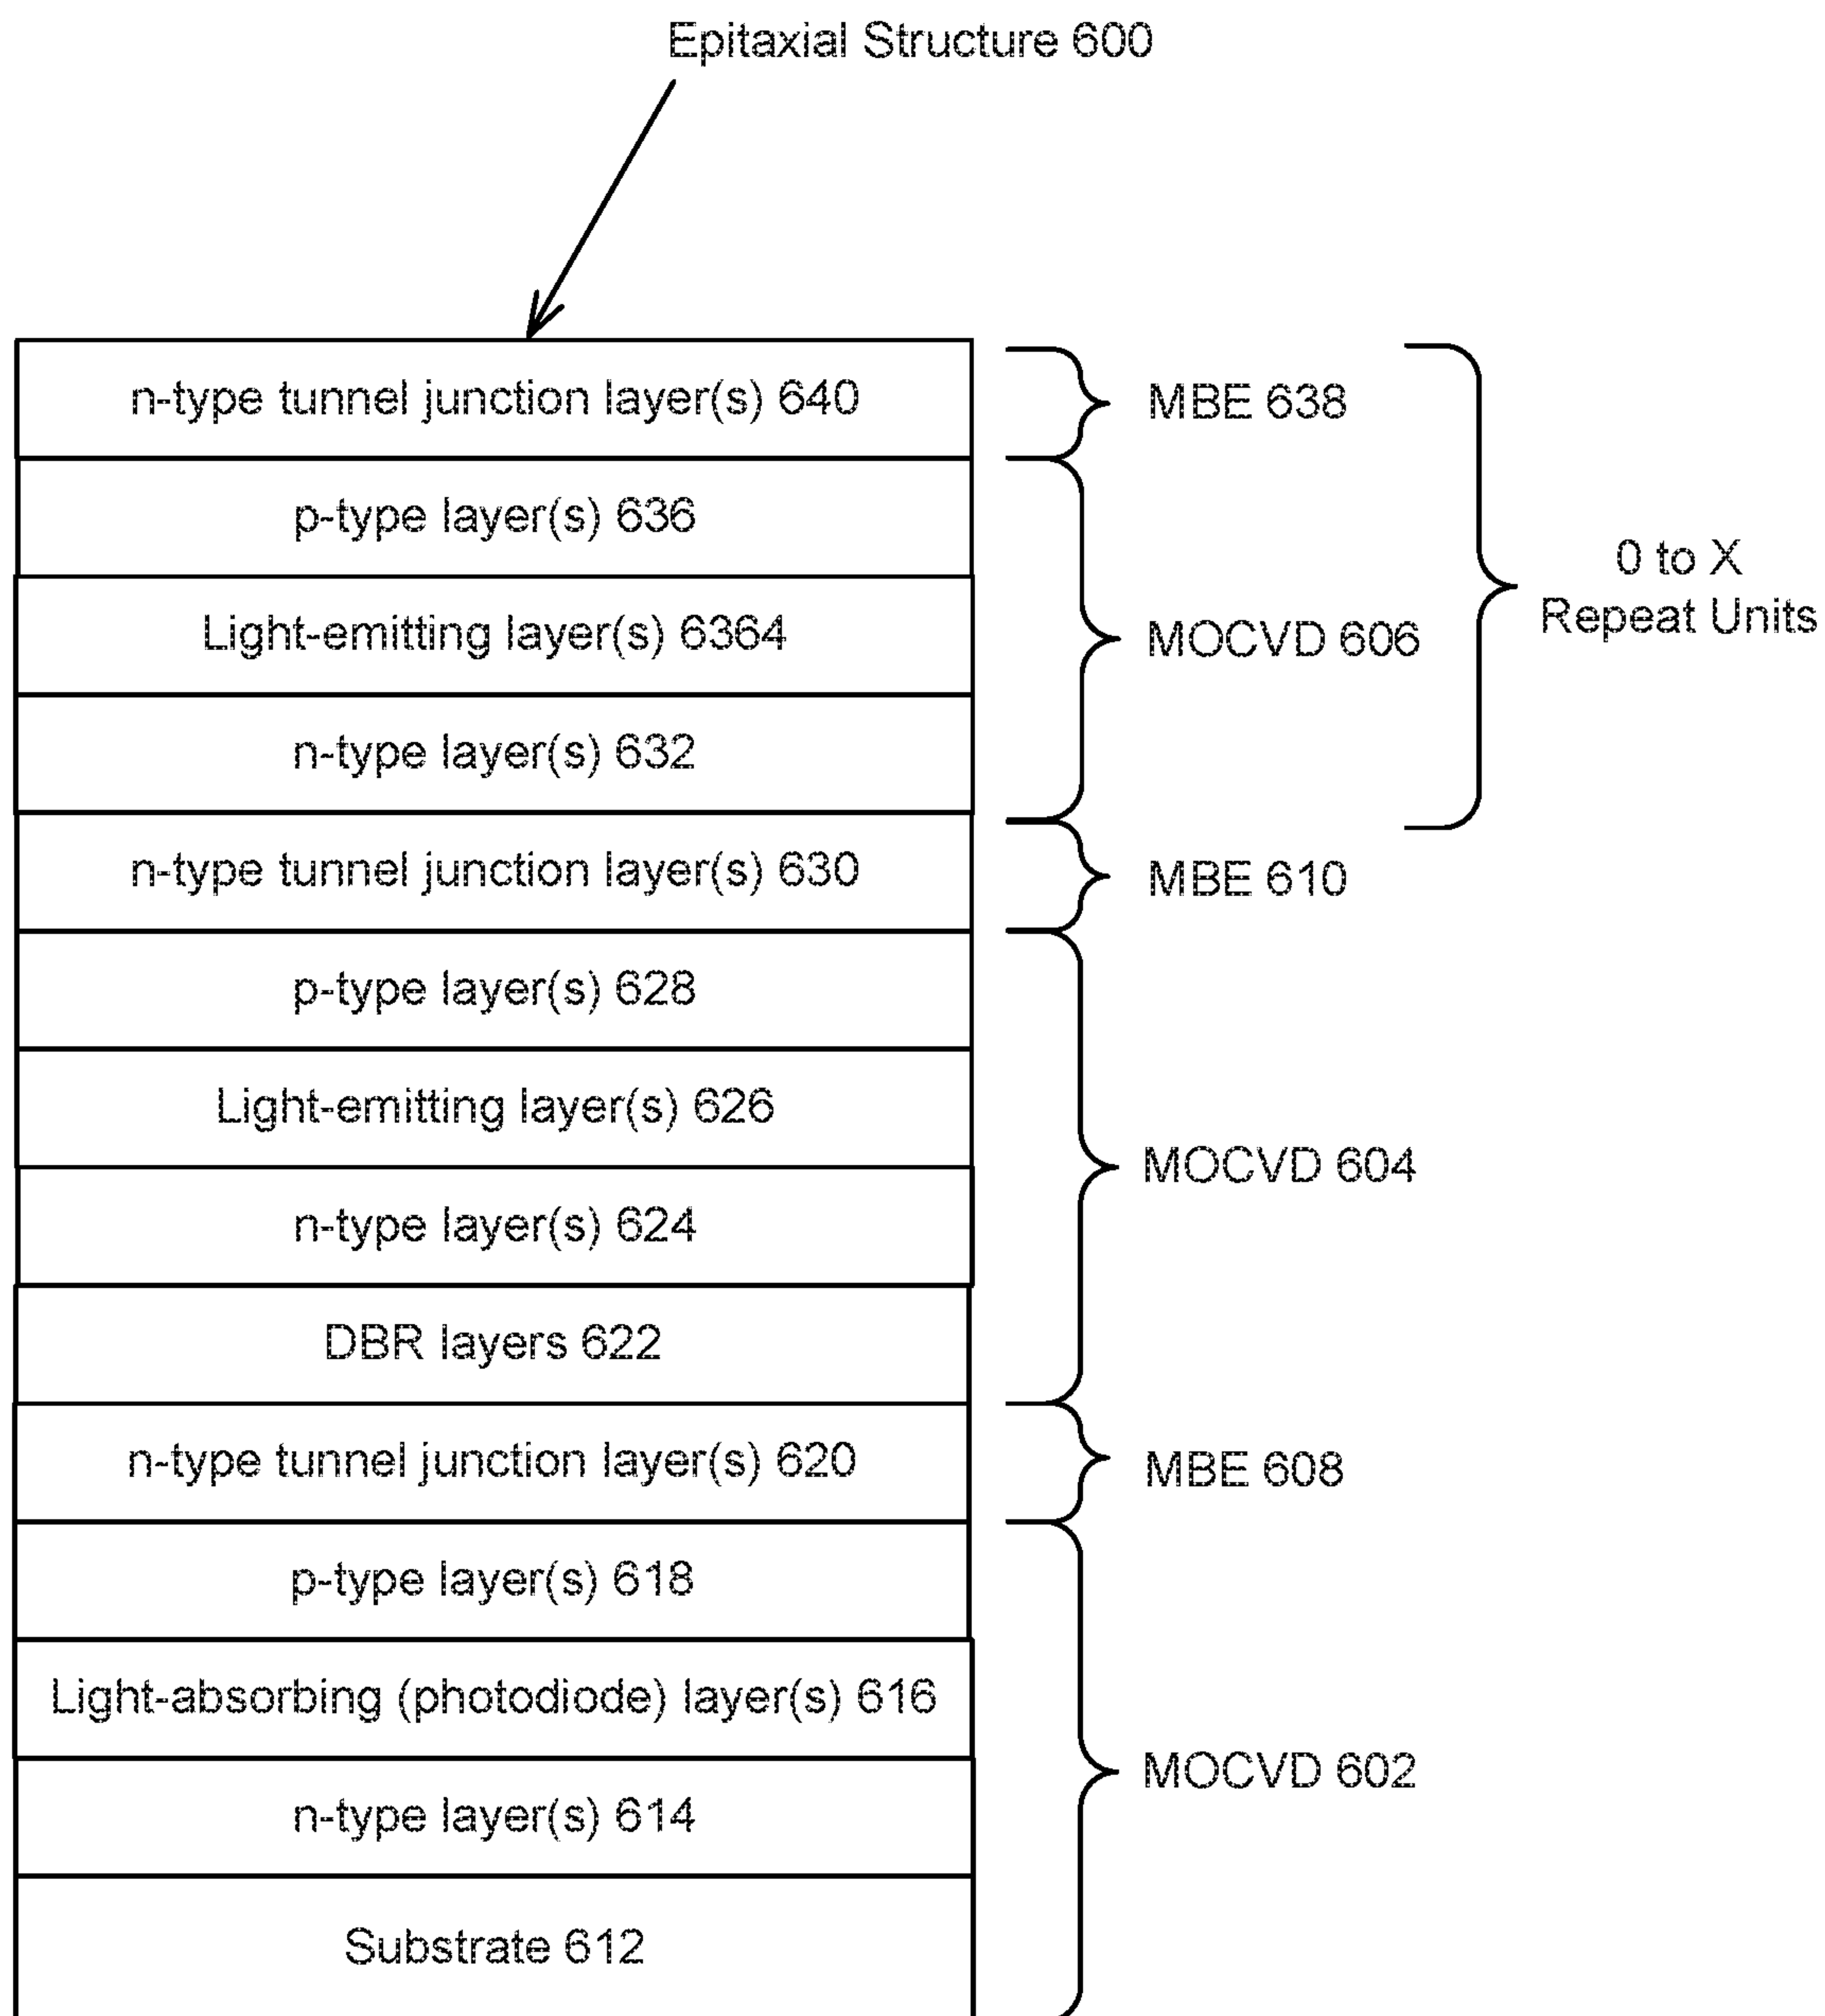 Epitaxial Structure 600
n-type tunnel junction layer(s) 640
MBE 638
p-type layer(s) 636
0 to X
Repeat Units
Light-emitting layer(s) 6364
MOCVD 606
n-type layer(s) 632
n-type tunnel junction layer(s) 630
MBE 610
p-type layer(s) 628
Light-emitting layer(s) 626
MOCVD 604
n-type layer(s) 624
DBR layers 622
n-type tunnel junction layer(s) 620
MBE 608
p-type layer(s) 618
Light-absorbing (photodiode) layer(s) 616
MOCVD 602
n-type layer(s) 614
Substrate 612